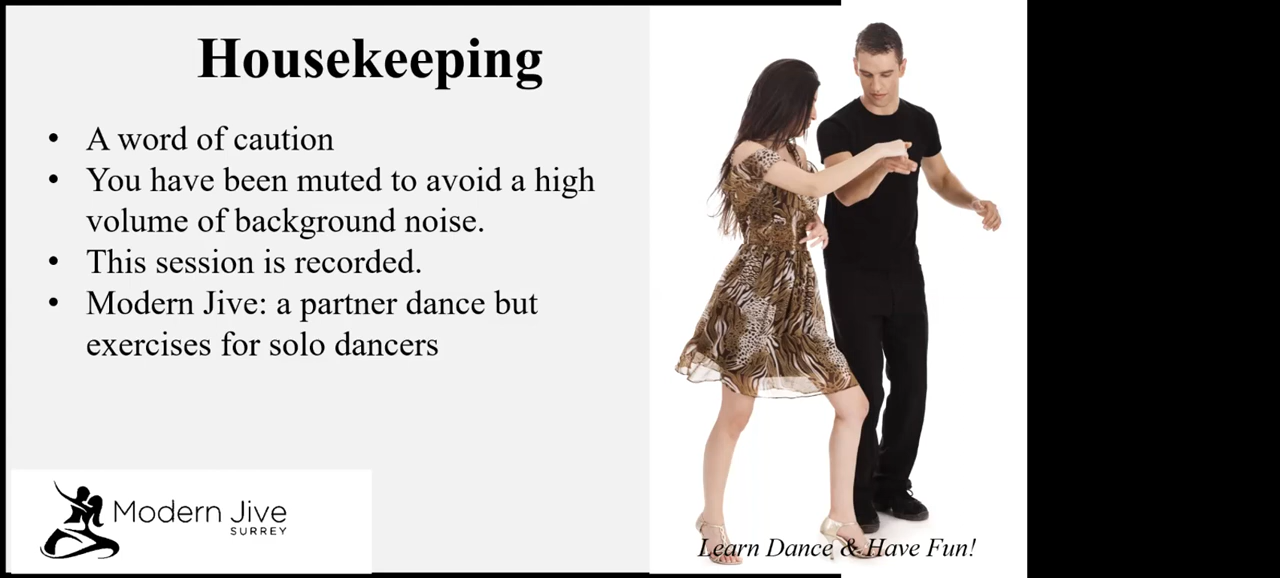 Housekeeping
• A word of caution
• You have been muted to avoid a high
volume of background noise.
• This session is recorded.
• Modern Jive: a partner dance but
exercises for solo dancers
Modern Jive
SURREY
Learn Dance & Have Fun!